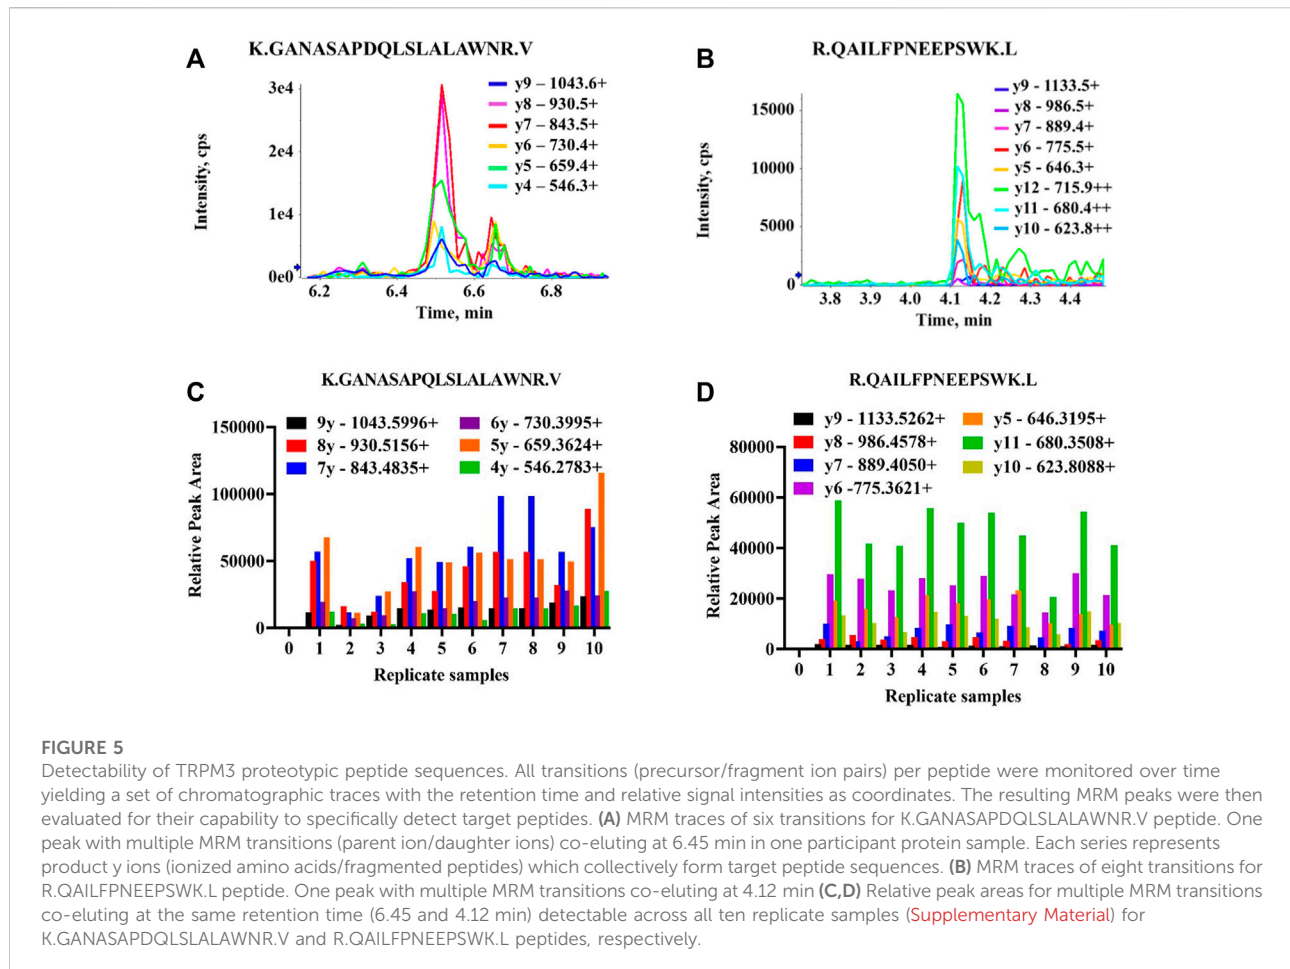 A
K.GANASAPDQLSLALAWNR.V
Intensity, cps
3e4
2e4
1e4
0e0
y9 – 1043.6+
y8 – 930.5+
y7 – 843.5+
y6 – 730.4+
y5 – 659.4+
y4 – 546.3+
6.2 6.4 6.6 6.8
Time, min
B
R.QAILFPNEEPSWK.L
Intensity, cps
15000
10000
5000
0
y9 - 1133.5+
y8 - 986.5+
y7 - 889.4+
y6 - 775.5+
y5 - 646.3+
y12 - 715.9++
y11 - 680.4++
y10 - 623.8++
3.8 3.9 4.0 4.1 4.2 4.3 4.4
Time, min
C
K.GANASAPQLSLALAWNR.V
Relative Peak Area
150000
100000
50000
0
9y - 1043.5996+
8y - 930.5156+
7y - 843.4835+
6y - 730.3995+
5y - 659.3624+
4y - 546.2783+
0 1 2 3 4 5 6 7 8 9 10
Replicate samples
D
R.QAILFPNEEPSWK.L
Relative Peak Area
80000
60000
40000
20000
0
y9 - 1133.5262+
y8 - 986.4578+
y7 - 889.4050+
y6 -775.3621+
y5 - 646.3195+
y11 - 680.3508+
y10 - 623.8088+
0 1 2 3 4 5 6 7 8 9 10
Replicate samples
FIGURE 5
Detectability of TRPM3 proteotypic peptide sequences. All transitions (precursor/fragment ion pairs) per peptide were monitored over time
yielding a set of chromatographic traces with the retention time and relative signal intensities as coordinates. The resulting MRM peaks were then
evaluated for their capability to specifically detect target peptides. (A) MRM traces of six transitions for K.GANASAPDQLSLALAWNR.V peptide. One
peak with multiple MRM transitions (parent ion/daughter ions) co-eluting at 6.45 min in one participant protein sample. Each series represents
product y ions (ionized amino acids/fragmented peptides) which collectively form target peptide sequences. (B) MRM traces of eight transitions for
R.QAILFPNEEPSWK.L peptide. One peak with multiple MRM transitions co-eluting at 4.12 min (C,D) Relative peak areas for multiple MRM transitions
co-eluting at the same retention time (6.45 and 4.12 min) detectable across all ten replicate samples (Supplementary Material) for
K.GANASAPDQLSLALAWNR.V and R.QAILFPNEEPSWK.L peptides, respectively.